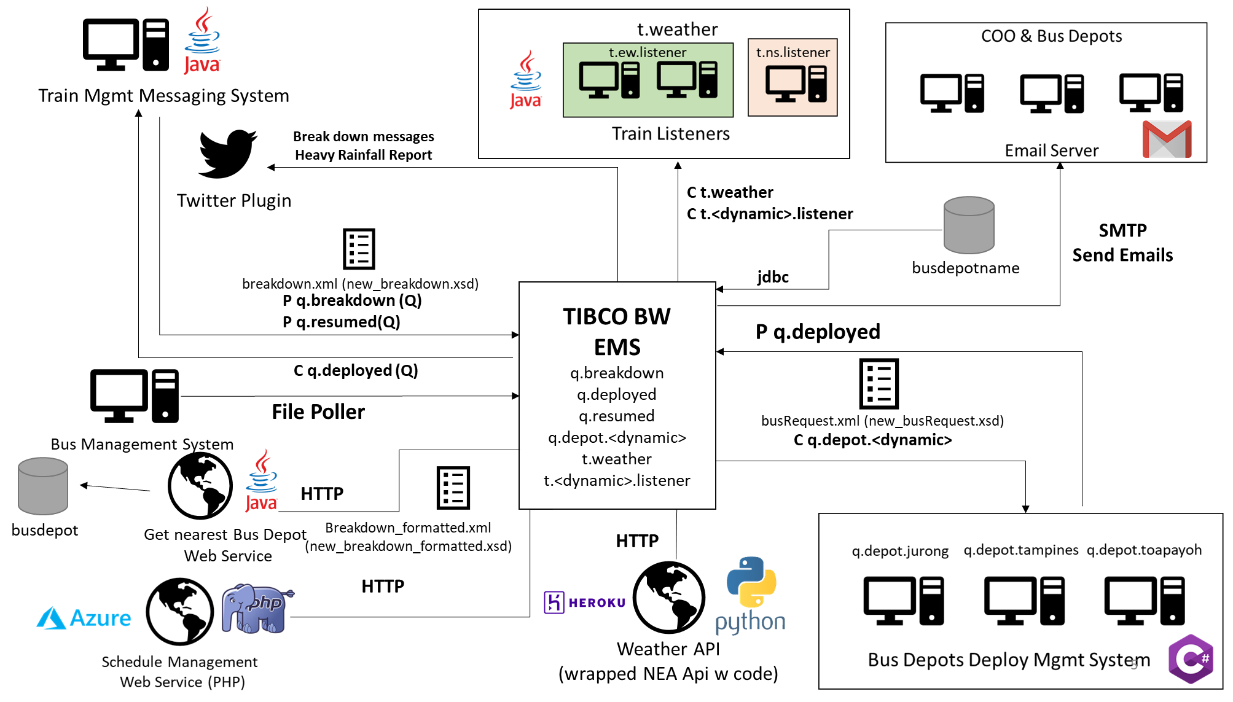 Java
Train Mgmt Messaging System
Twitter Plugin
Break down messages
Heavy Rainfall Report
t.weather
t.ew.listener
t.ns.listener
Java
Train Listeners
COO & Bus Depots
Email Server
C t.weather
C t.<dynamic>.listener
busdepotname
SMTP
Send Emails
jdbc
breakdown.xml (new_breakdown.xsd)
P q.breakdown (Q)
P q.resumed(Q)
C q.deployed (Q)
File Poller
Bus Management System
TIBCO BW
EMS
q.breakdown
q.deployed
q.resumed
q.depot.<dynamic>
t.weather
t.<dynamic>.listener
P q.deployed
busRequest.xml (new_busRequest.xsd)
C q.depot.<dynamic>
busdepot
Java
HTTP
Get nearest Bus Depot
Web Service
Breakdown_formatted.xml
(new_breakdown_formatted.xsd)
HTTP
Azure
php
Schedule Management
Web Service (PHP)
HTTP
HEROKU
python
Weather API
(wrapped NEA Api w code)
q.depot.jurong
q.depot.tampines
q.depot.toapayoh
Bus Depots Deploy Mgmt System
C#